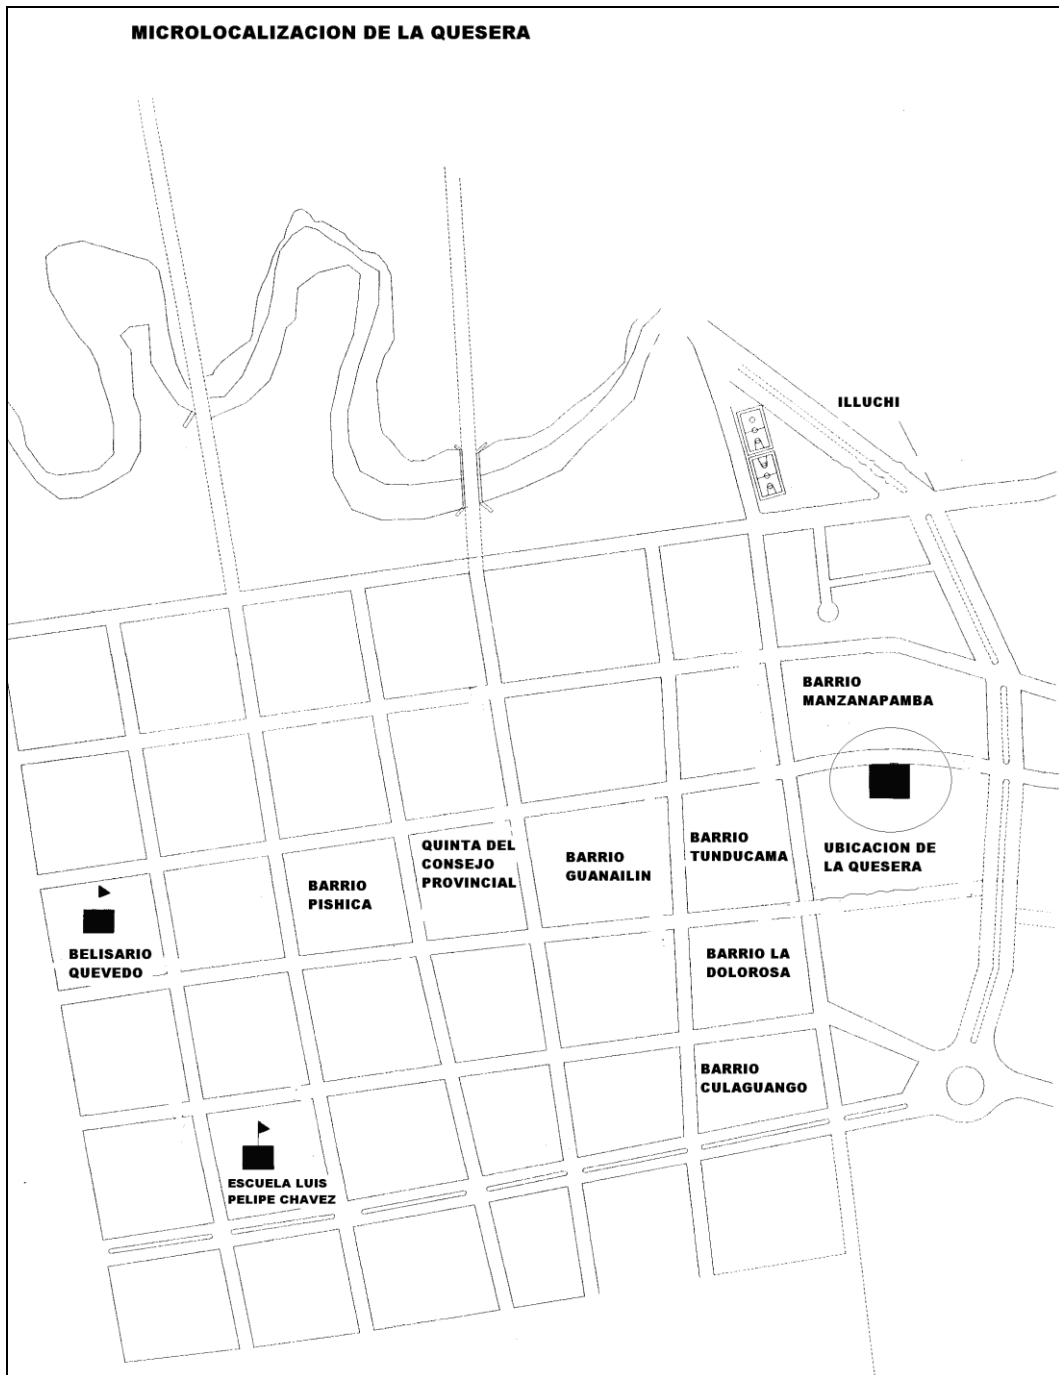 MICROLOCALIZACION DE LA QUESERA
ILLUCHI
BARRIO
MANZANAPAMBA
QUINTA DEL
CONSEJO
PROVINCIAL
BARRIO
GUANAILIN
BARRIO
TUNDUCAMA
UBICACION DE
LA QUESERA
BARRIO
PISHICA
BELISARIO
QUEVEDO
BARRIO LA
DOLOROSA
BARRIO
CULAGUANGO
ESCUELA LUIS
PELIPE CHAVEZ